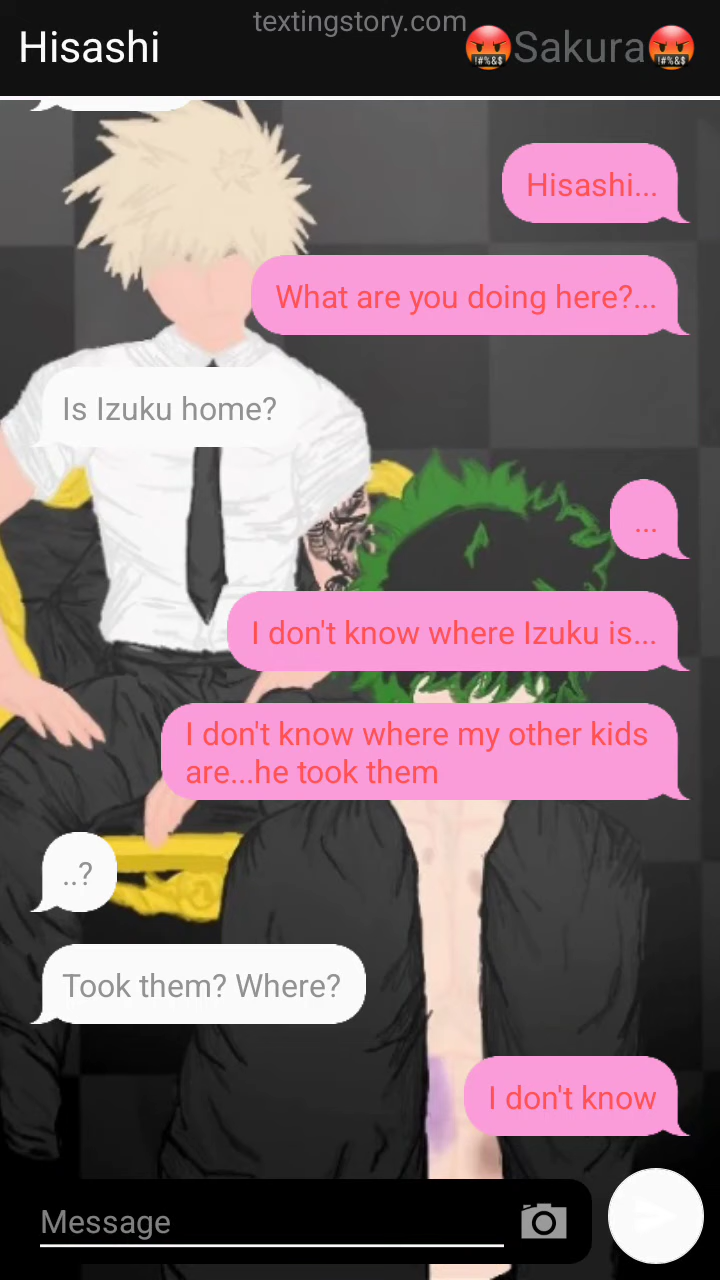 textingstory.com
Hisashi
🤬Sakura🤬
Hisashi...
What are you doing here?...
Is Izuku home?
...
I don't know where Izuku is...
I don't know where my other kids
are...he took them
..?
Took them? Where?
I don't know
Message